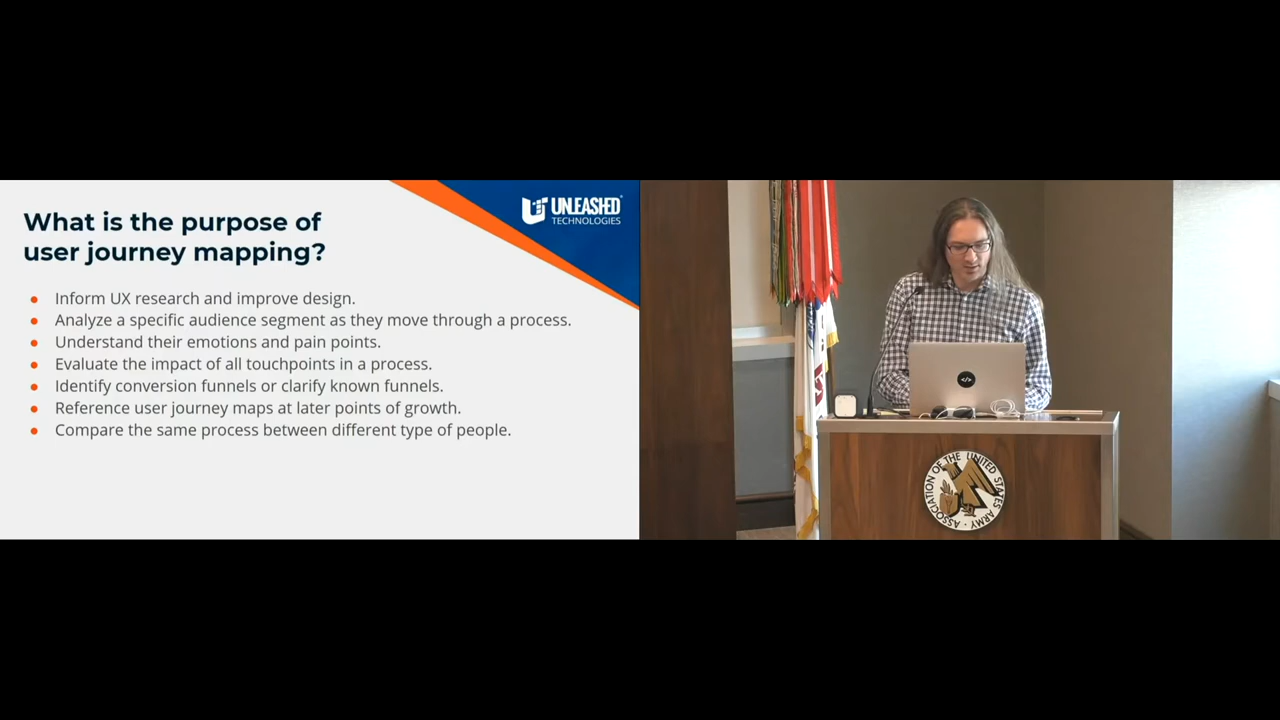 What is the purpose of
user journey mapping?
UNLEASHED
TECHNOLOGIES
Inform UX research and improve design.
Analyze a specific audience segment as they move through a process.
Understand their emotions and pain points.
Evaluate the impact of all touchpoints in a process.
Identify conversion funnels or clarify known funnels.
Reference user journey maps at later points of growth.
Compare the same process between different type of people.
</>
ASSOCIATION OF THE UNITED STATES ARMY